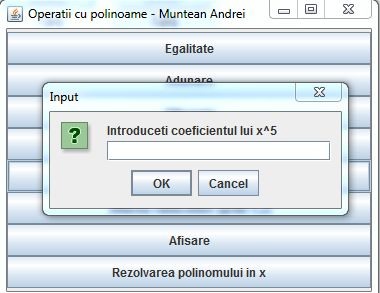 Operatii cu polinoame - Muntean Andrei
Egalitate
Adunare
Input
Introduceti coeficientul lui x^5
OK
Cancel
Afisare
Rezolvarea polinomului in x